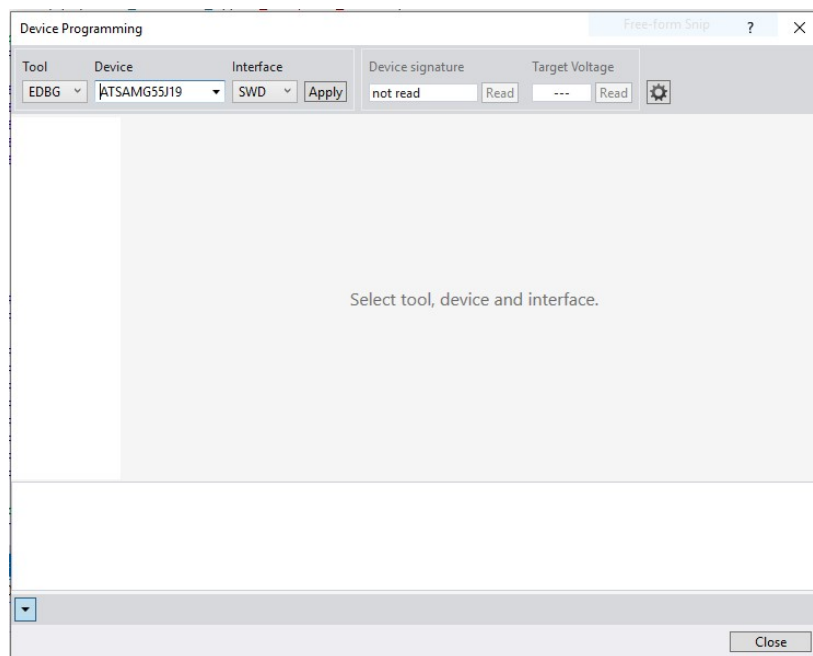 Device Programming
Free-form Snip
?
Tool Device Interface Device signature Target Voltage
EDBG ATSAMG55J19 SWD Apply not read Read --- Read
Select tool, device and interface.
Close